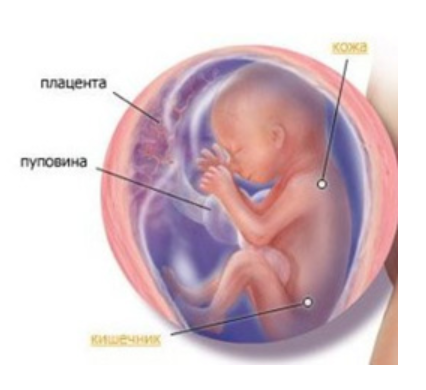 кожа
плацента
пуповина
кишечник